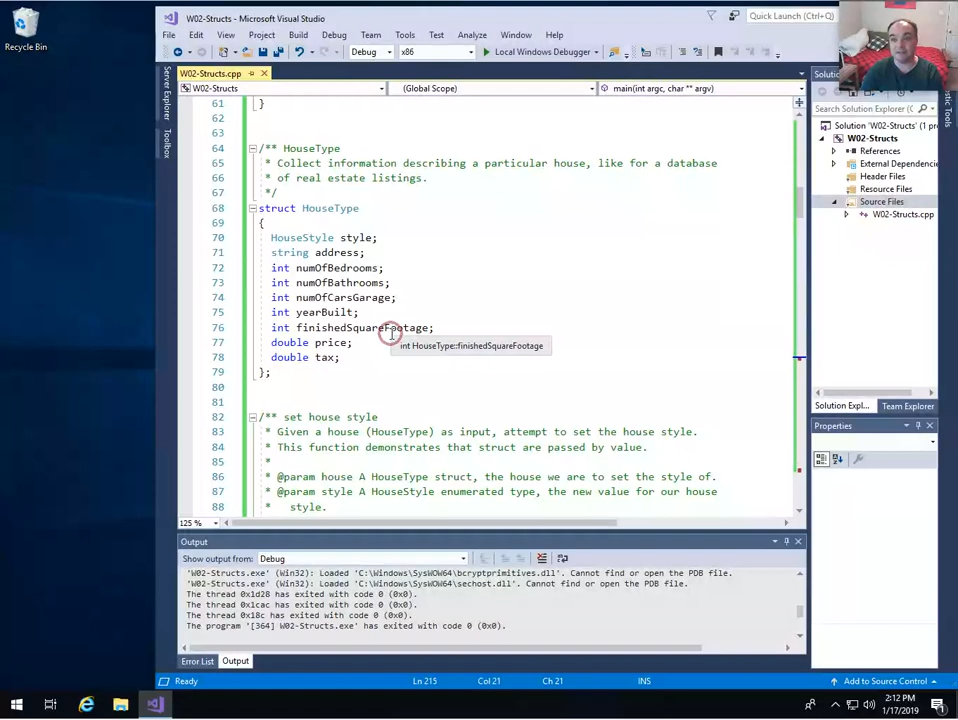 Recycle Bin
W02-Structs - Microsoft Visual Studio
Quick Launch (Ctrl+Q)
File Edit View Project Build Debug Team Tools Test Analyze Window Help
Debug x86 Local Windows Debugger
Server Explorer
Toolbox
W02-Structs.cpp
W02-Structs (Global Scope) main(int argc, char ** argv)
61 }
62
63
64 /** HouseType
65 * Collect information describing a particular house, like for a database
66 * of real estate listings.
67 */
68 struct HouseType
69 {
70 HouseStyle style;
71 string address;
72 int numOfBedrooms;
73 int numOfBathrooms;
74 int numOfCarsGarage;
75 int yearBuilt;
76 int finishedSquareFootage;
int HouseType::finishedSquareFootage
77 double price;
78 double tax;
79 };
80
81
82 /** set house style
83 * Given a house (HouseType) as input, attempt to set the house style.
84 * This function demonstrates that struct are passed by value.
85 *
86 * @param house A HouseType struct, the house we are to set the style of.
87 * @param style A HouseStyle enumerated type, the new value for our house
88 * style.
125 %
Search Solution Explorer (
Solution 'W02-Structs' (1 pr
W02-Structs
References
External Dependencie
Header Files
Resource Files
Source Files
W02-Structs.cpp
Solution Expl... Team Explorer
Properties
Output
Show output from: Debug
'W02-Structs.exe' (Win32): Loaded 'C:\Windows\SysWOW64\bcryptprimitives.dll'. Cannot find or open the PDB file.
'W02-Structs.exe' (Win32): Loaded 'C:\Windows\SysWOW64\sechost.dll'. Cannot find or open the PDB file.
The thread 0x1d28 has exited with code 0 (0x0).
The thread 0x1cac has exited with code 0 (0x0).
The thread 0x18c has exited with code 0 (0x0).
The program '[364] W02-Structs.exe' has exited with code 0 (0x0).
Error List Output
Ready Ln 215 Col 21 Ch 21 INS Add to Source Control
2:12 PM
1/17/2019